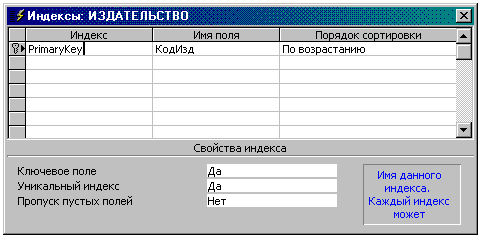 Индексы: ИЗДАТЕЛЬСТВО
Индекс Имя поля Порядок сортировки
PrimaryKey КодИзд По возрастанию
Свойства индекса
Ключевое поле Да
Уникальный индекс Да
Пропуск пустых полей Нет
Имя данного
индекса.
Каждый индекс
может